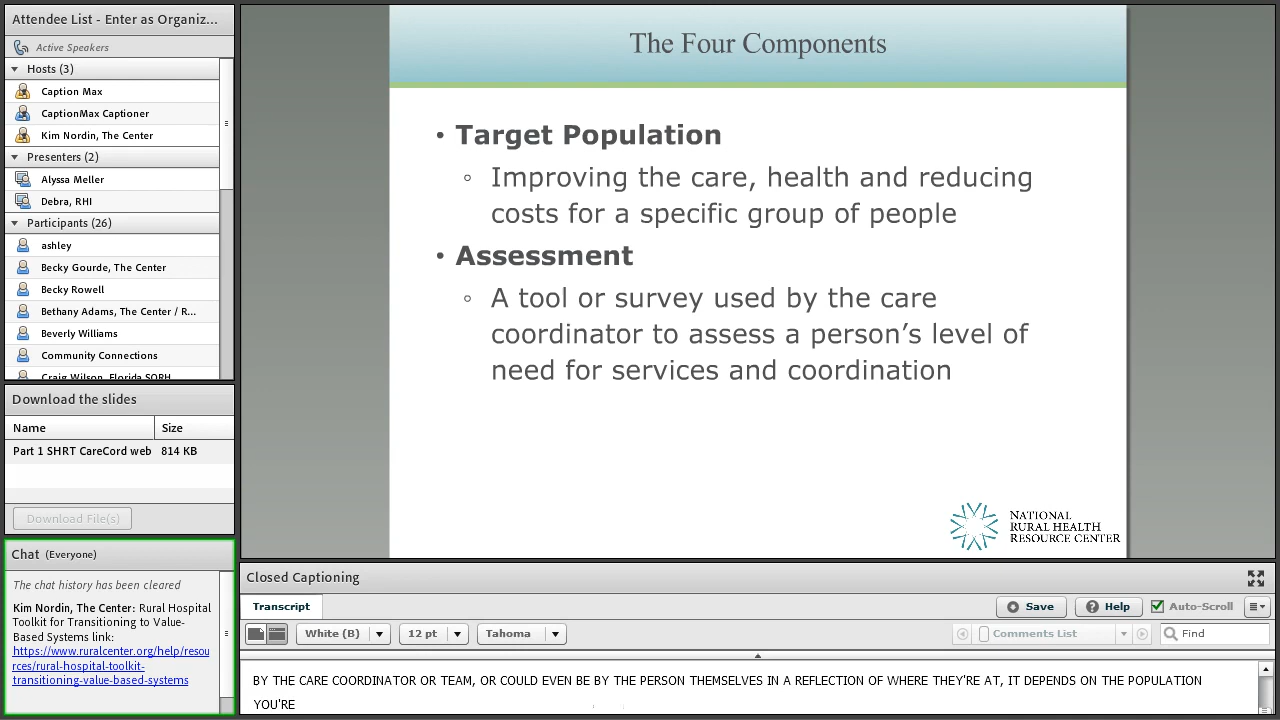 Attendee List - Enter as Organiz...
Active Speakers
Hosts (3)
Caption Max
CaptionMax Captioner
Kim Nordin, The Center
Presenters (2)
Alyssa Meller
Debra, RHI
Participants (26)
ashley
Becky Gourde, The Center
Becky Rowell
Bethany Adams, The Center / R...
Beverly Williams
Community Connections
Craig Wilson, Florida SORH
Download the slides
Name Size
Part 1 SHRT CareCord web 814 KB
Download File(s)
Chat (Everyone)
The chat history has been cleared
Kim Nordin, The Center: Rural Hospital
Toolkit for Transitioning to Value-
Based Systems link:
https://www.ruralcenter.org/help/resou
rces/rural-hospital-toolkit-
transitioning-value-based-systems
The Four Components
• Target Population
◦ Improving the care, health and reducing
costs for a specific group of people
• Assessment
◦ A tool or survey used by the care
coordinator to assess a person’s level of
need for services and coordination
NATIONAL
RURAL HEALTH
RESOURCE CENTER
Closed Captioning
Transcript Save Help Auto-Scroll
White (B) 12 pt Tahoma Comments List Find
BY THE CARE COORDINATOR OR TEAM, OR COULD EVEN BE BY THE PERSON THEMSELVES IN A REFLECTION OF WHERE THEY'RE AT, IT DEPENDS ON THE POPULATION
YOU'RE